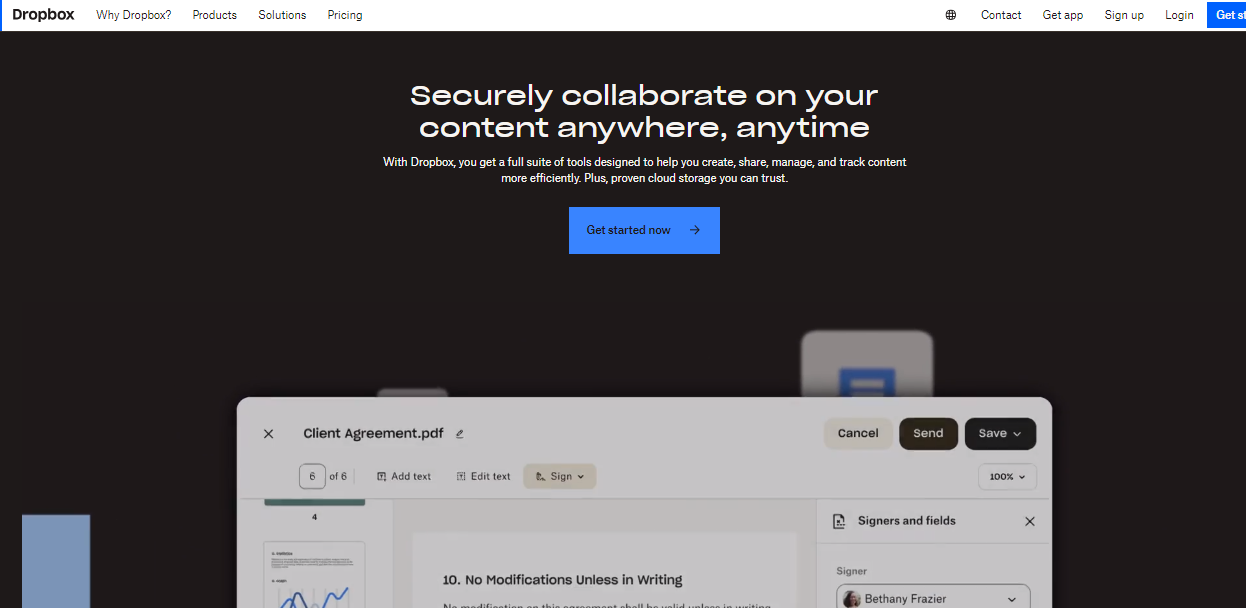 Dropbox Why Dropbox? Products Solutions Pricing Contact Get app Sign up Login Get st
Securely collaborate on your
content anywhere, anytime
With Dropbox, you get a full suite of tools designed to help you create, share, manage, and track content
more efficiently. Plus, proven cloud storage you can trust.
Get started now
Client Agreement.pdf Cancel Send Save
6 of 6 Add text Edit text Sign 100%
4
Signers and fields
Signer
10. No Modifications Unless in Writing
Bethany Frazier
No modification on this agreement shall be valid unless in writing